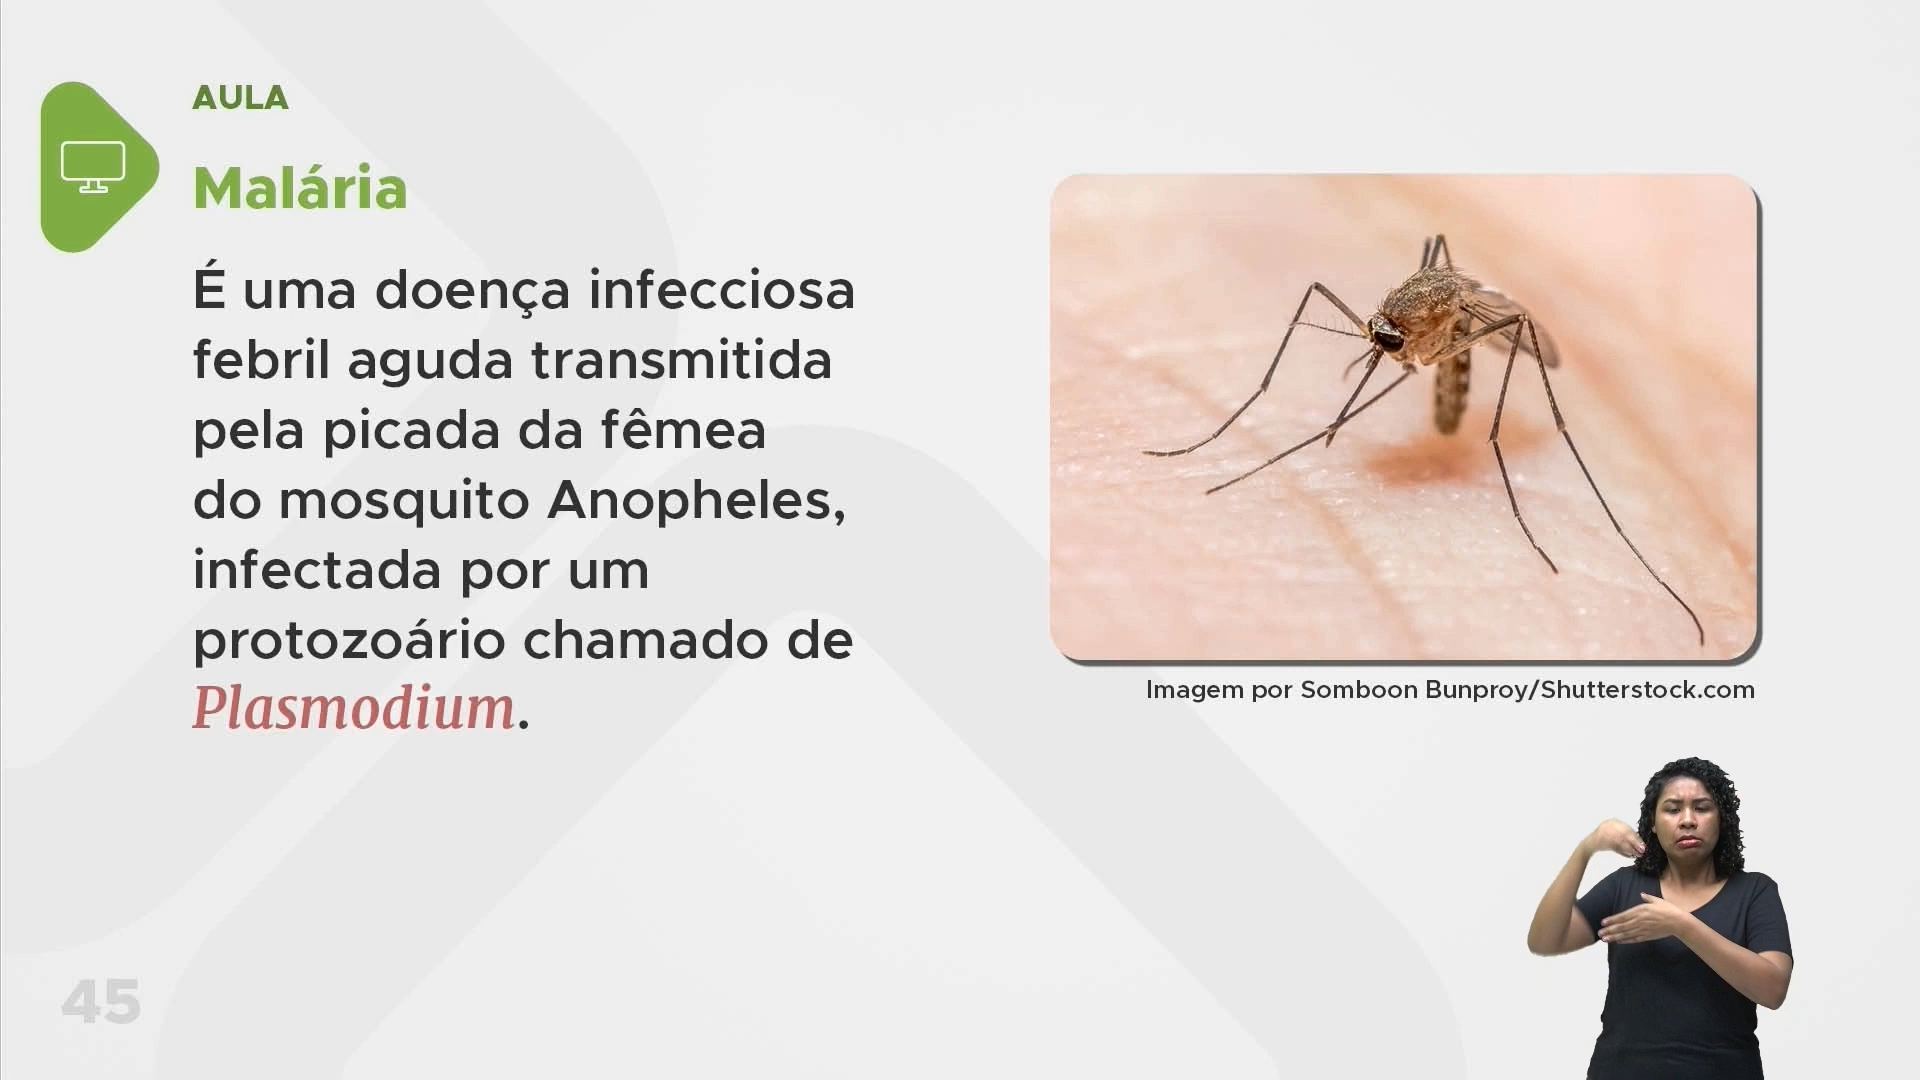 AULA
Malária
É uma doença infecciosa
febril aguda transmitida
pela picada da fêmea
do mosquito Anopheles,
infectada por um
protozoário chamado de
Plasmodium.
Imagem por Somboon Bunproy/Shutterstock.com
45